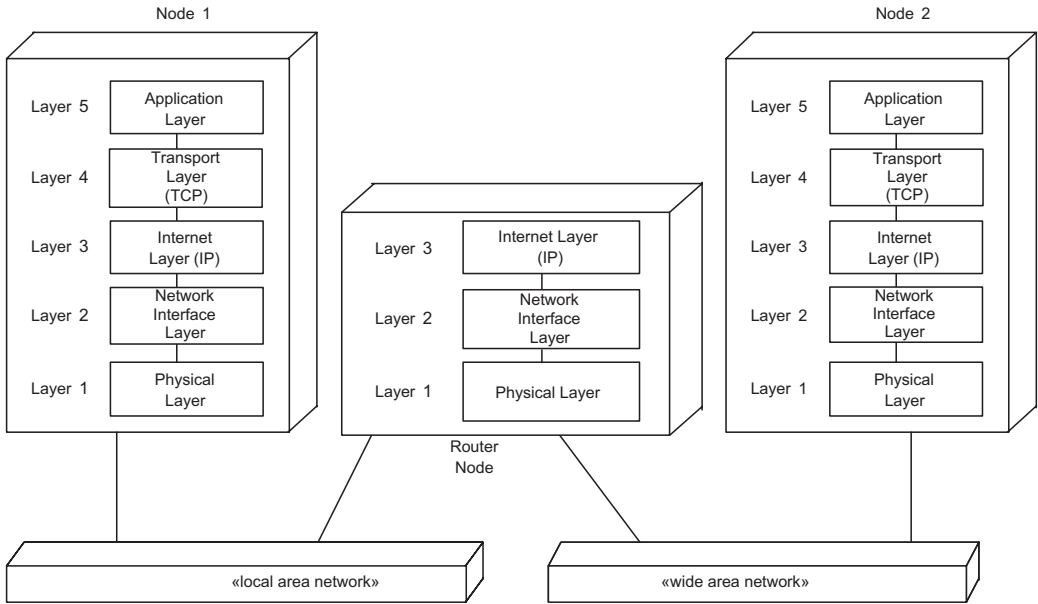 Node 1
Layer 5
Application
Layer
Layer 4
Transport
Layer
(TCP)
Layer 3
Internet
Layer (IP)
Layer 2
Network
Interface
Layer
Layer 1
Physical
Layer
Layer 3
Internet Layer
(IP)
Layer 2
Network
Interface
Layer
Layer 1
Physical Layer
Router
Node
Node 2
Layer 5
Application
Layer
Layer 4
Transport
Layer
(TCP)
Layer 3
Internet
Layer (IP)
Layer 2
Network
Interface
Layer
Layer 1
Physical
Layer
«local area network»
«wide area network»